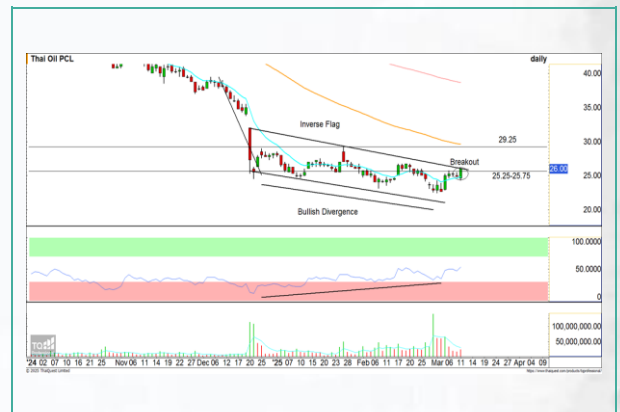 Thai Oil PCL
daily
40.00
35.00
Inverse Flag
30.00
29.25
Breakout
26.00
25.25-25.75
25.00
20.00
Bullish Divergence
100.0000
50.0000
0
100,000,000.00
50,000,000.00
'24 02 07 10 16 21 25 Nov 06 11 14 19 22 27 Dec 06 12 17 20 25 '25 07 10 15 20 23 28 Feb 06 11 17 20 25 Mar 06 11 14 19 24 27 Apr 04 09
© 2025 ThaiQuest Limited